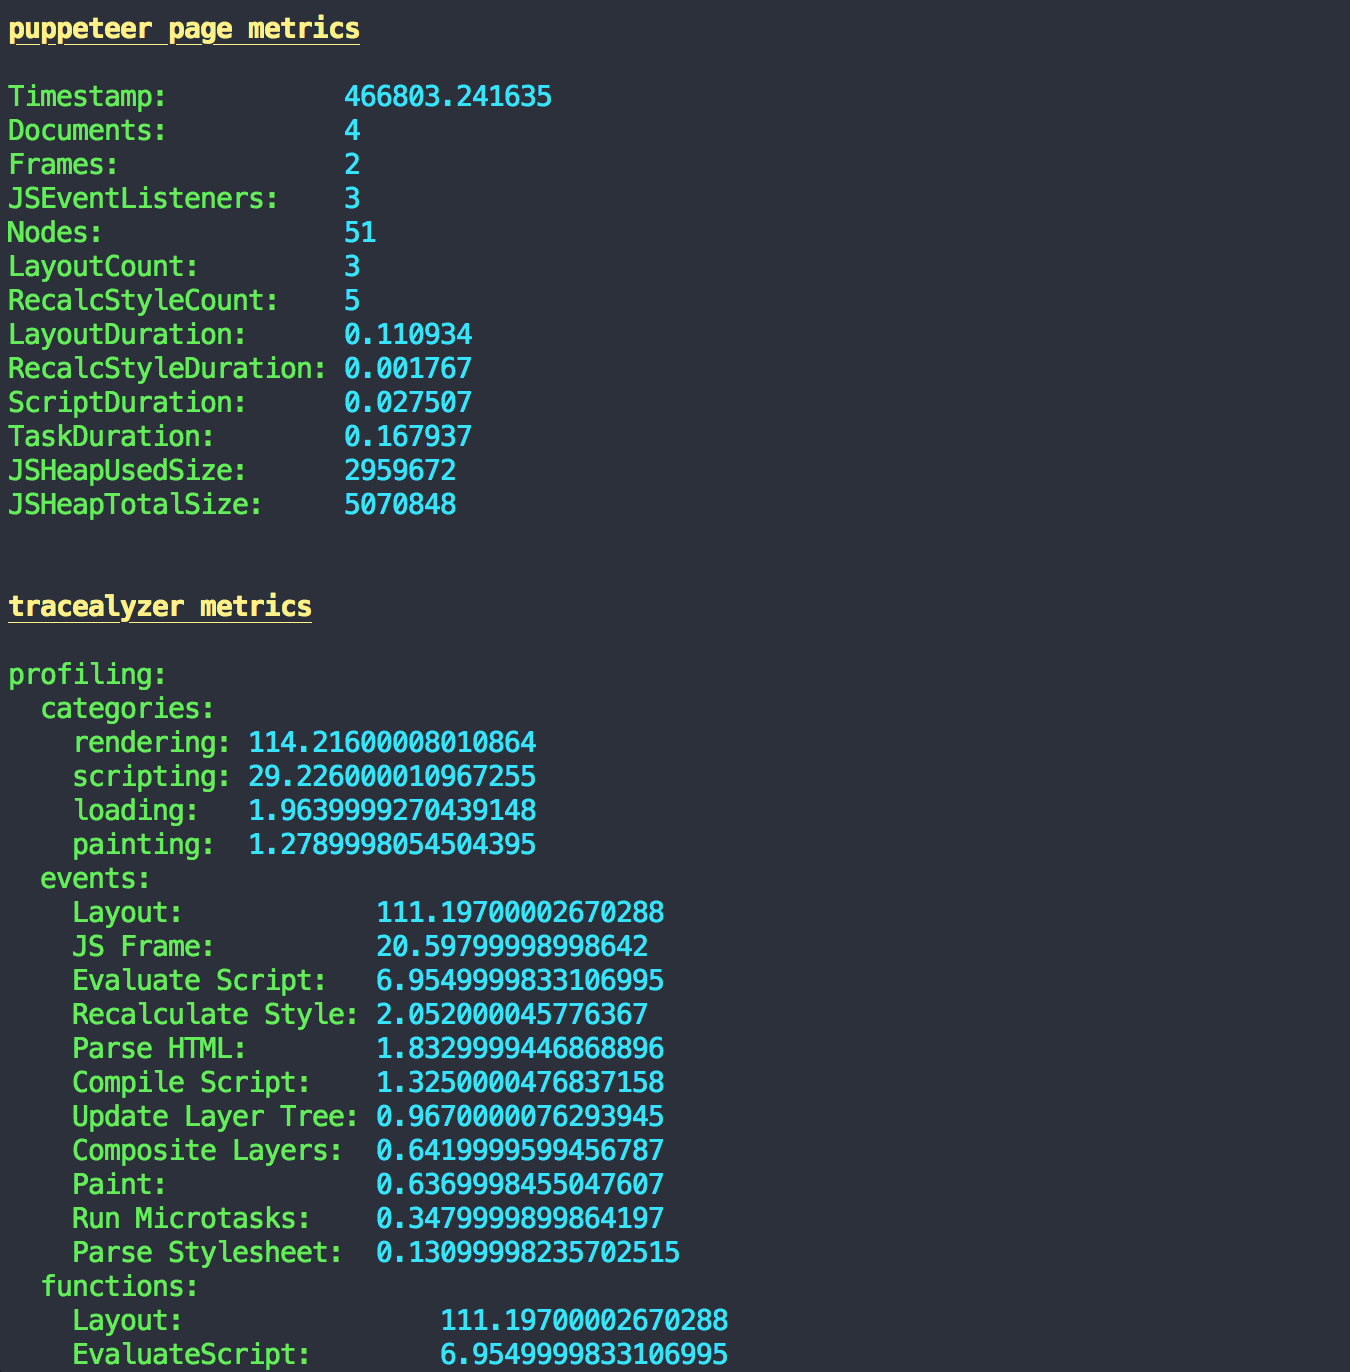 puppeteer page metrics
Timestamp: 466803.241635
Documents: 4
Frames: 2
JSEventListeners: 3
Nodes: 51
LayoutCount: 3
RecalcStyleCount: 5
LayoutDuration: 0.110934
RecalcStyleDuration: 0.001767
ScriptDuration: 0.027507
TaskDuration: 0.167937
JSHeapUsedSize: 2959672
JSHeapTotalSize: 5070848
tracealyzer metrics
profiling:
categories:
rendering: 114.21600008010864
scripting: 29.226000010967255
loading: 1.9639999270439148
painting: 1.2789998054504395
events:
Layout: 111.19700002670288
JS Frame: 20.59799998998642
Evaluate Script: 6.9549999833106995
Recalculate Style: 2.052000045776367
Parse HTML: 1.8329999446868896
Compile Script: 1.3250000476837158
Update Layer Tree: 0.9670000076293945
Composite Layers: 0.6419999599456787
Paint: 0.6369998455047607
Run Microtasks: 0.3479999899864197
Parse Stylesheet: 0.13099998235702515
functions:
Layout: 111.19700002670288
EvaluateScript: 6.9549999833106995